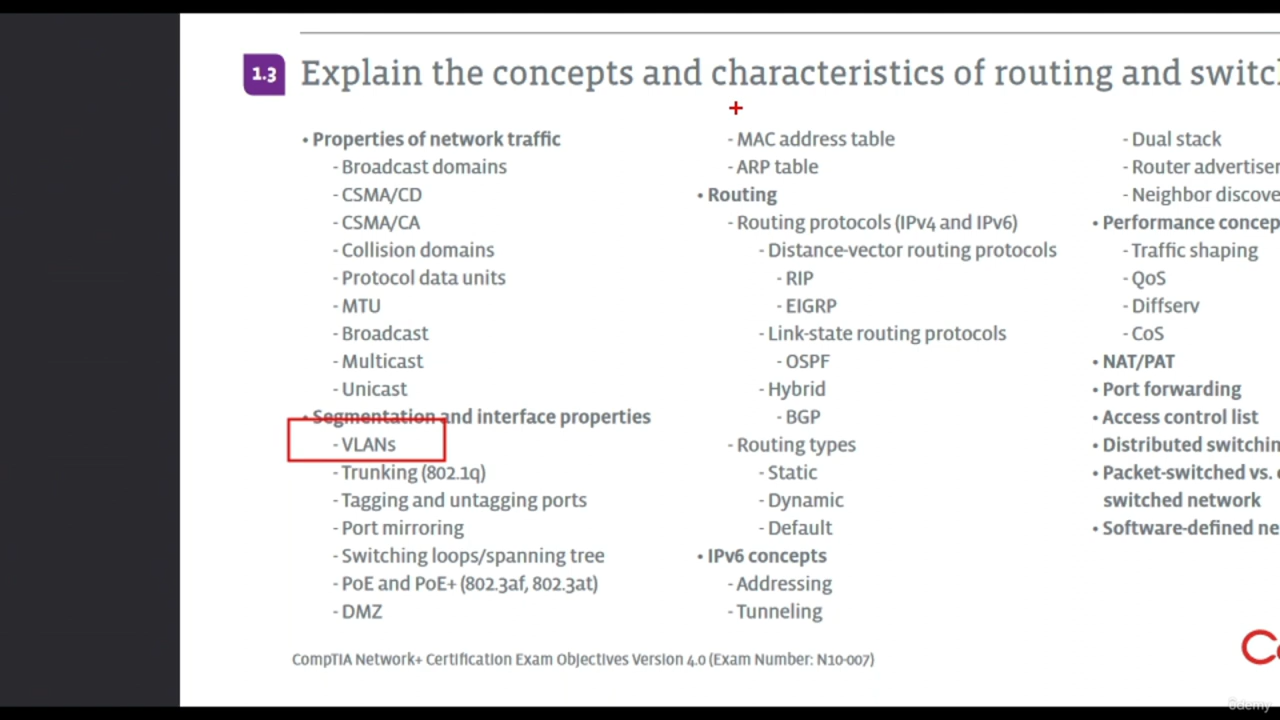 1.3 Explain the concepts and characteristics of routing and switch
• Properties of network traffic
- Broadcast domains
- CSMA/CD
- CSMA/CA
- Collision domains
- Protocol data units
- MTU
- Broadcast
- Multicast
- Unicast
• Segmentation and interface properties
- VLANs
- Trunking (802.1q)
- Tagging and untagging ports
- Port mirroring
- Switching loops/spanning tree
- PoE and PoE+ (802.3af, 802.3at)
- DMZ
- MAC address table
- ARP table
• Routing
- Routing protocols (IPv4 and IPv6)
- Distance-vector routing protocols
- RIP
- EIGRP
- Link-state routing protocols
- OSPF
- Hybrid
- BGP
- Routing types
- Static
- Dynamic
- Default
• IPv6 concepts
- Addressing
- Tunneling
- Dual stack
- Router advertiser
- Neighbor discove
• Performance concep
- Traffic shaping
- QoS
- Diffserv
- CoS
• NAT/PAT
• Port forwarding
• Access control list
• Distributed switchin
• Packet-switched vs.
switched network
• Software-defined ne
CompTIA Network+ Certification Exam Objectives Version 4.0 (Exam Number: N10-007)
C
ûdemy